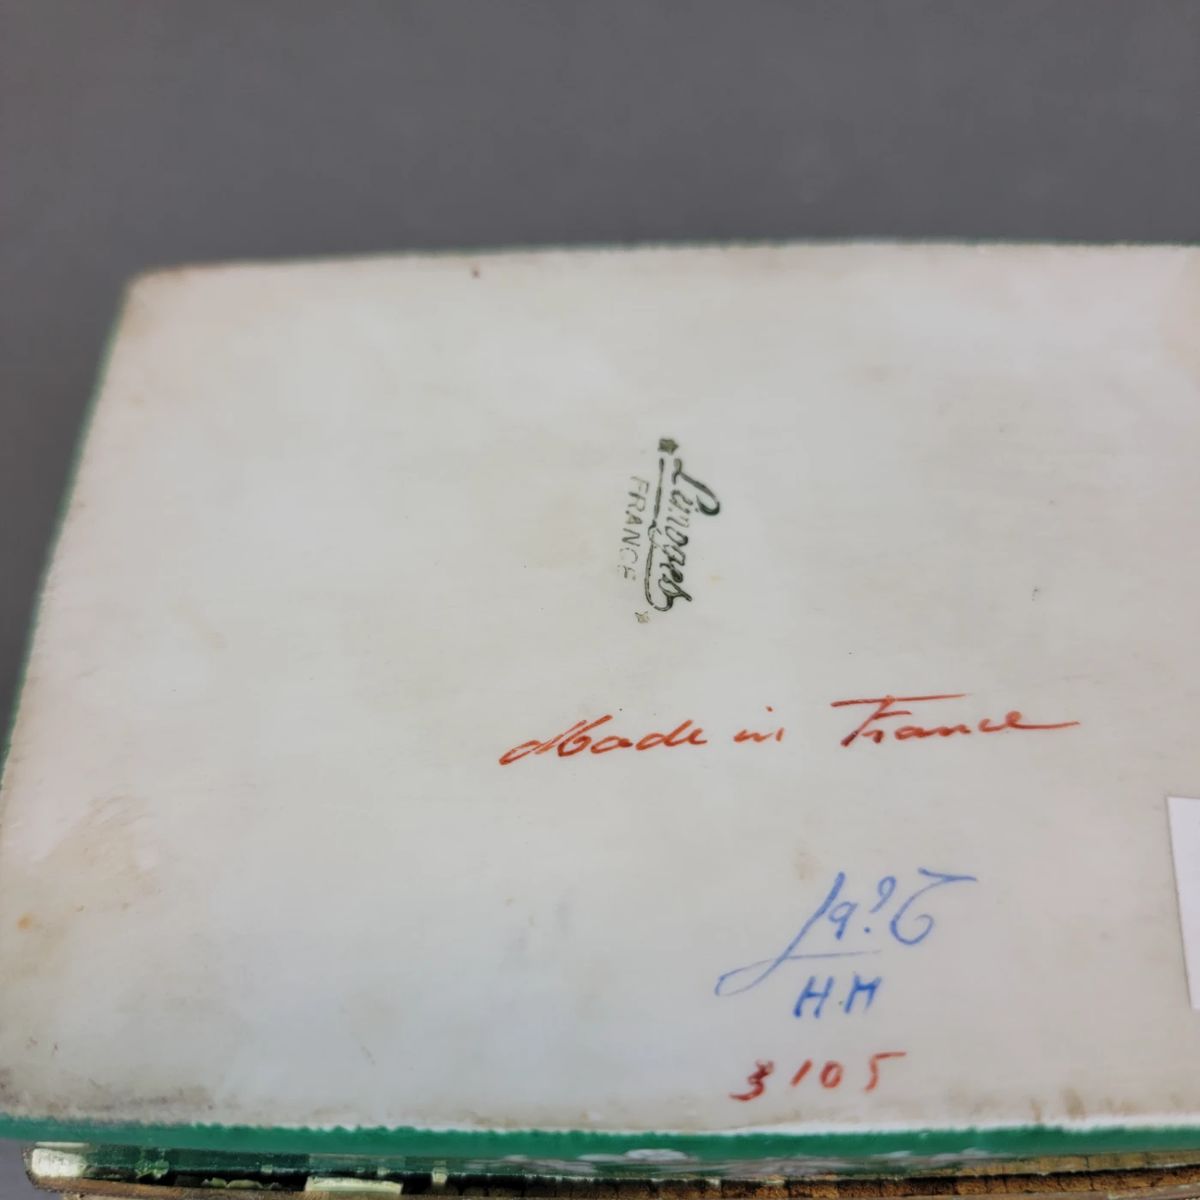 Limoges
FRANCE
Made in France
H.M
3105